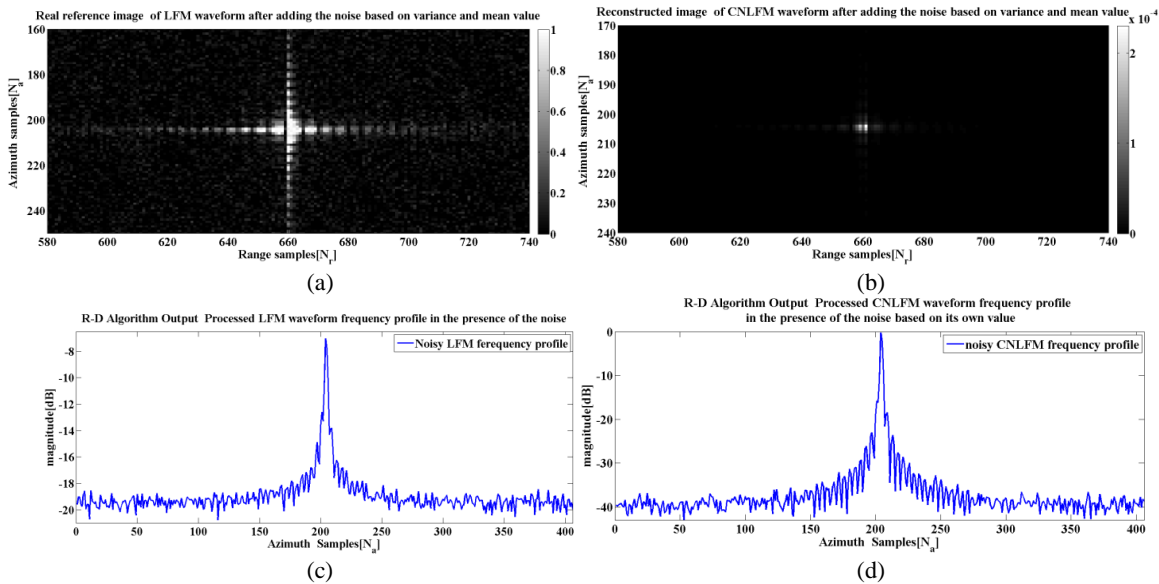 Real reference image of LFM waveform after adding the noise based on variance and mean value
160
180
200
220
240
Azimuth samples[Na]
580 600 620 640 660 680 700 720 740
Range samples[Nr]
1
0.8
0.6
0.4
0.2
0
(a)
Reconstructed image of CNLFM waveform after adding the noise based on variance and mean value
x 10-4
170
180
190
200
210
220
230
240
Azimuth samples[Na]
580 600 620 640 660 680 700 720 740
Range samples[Nr]
2
1
0
(b)
R-D Algorithm Output Processed LFM waveform frequency profile in the presence of the noise
Noisy LFM ferequency profile
-8
-10
-12
-14
-16
-18
-20
magnitude[dB]
0 50 100 150 200 250 300 350 400
Azimuth Samples[Na]
(c)
R-D Algorithm Output Processed CNLFM waveform frequency profile
in the presence of the noise based on its own value
noisy CNLFM frequency profile
0
-10
-20
-30
-40
magnitude[dB]
0 50 100 150 200 250 300 350 400
Azimuth Samples[Na]
(d)